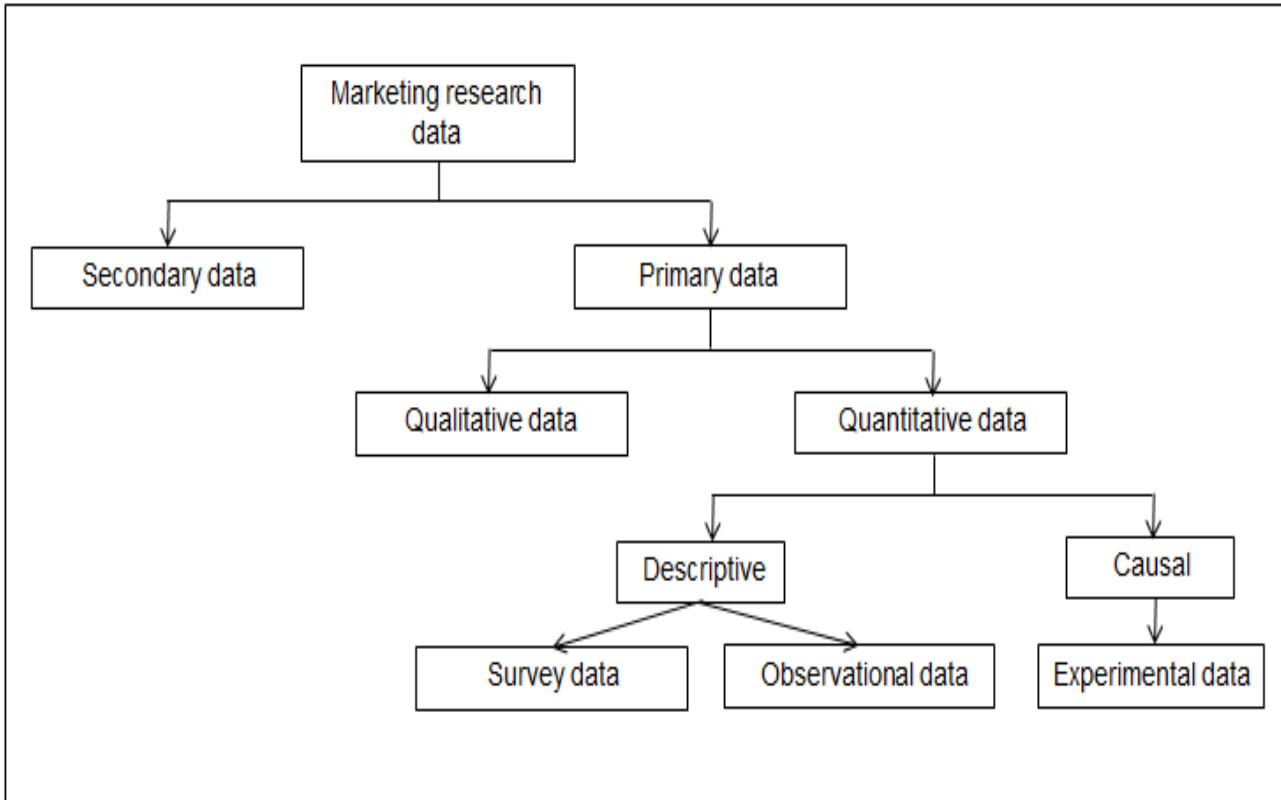 Marketing research
data
Secondary data
Primary data
Qualitative data
Quantitative data
Descriptive
Causal
Survey data
Observational data
Experimental data